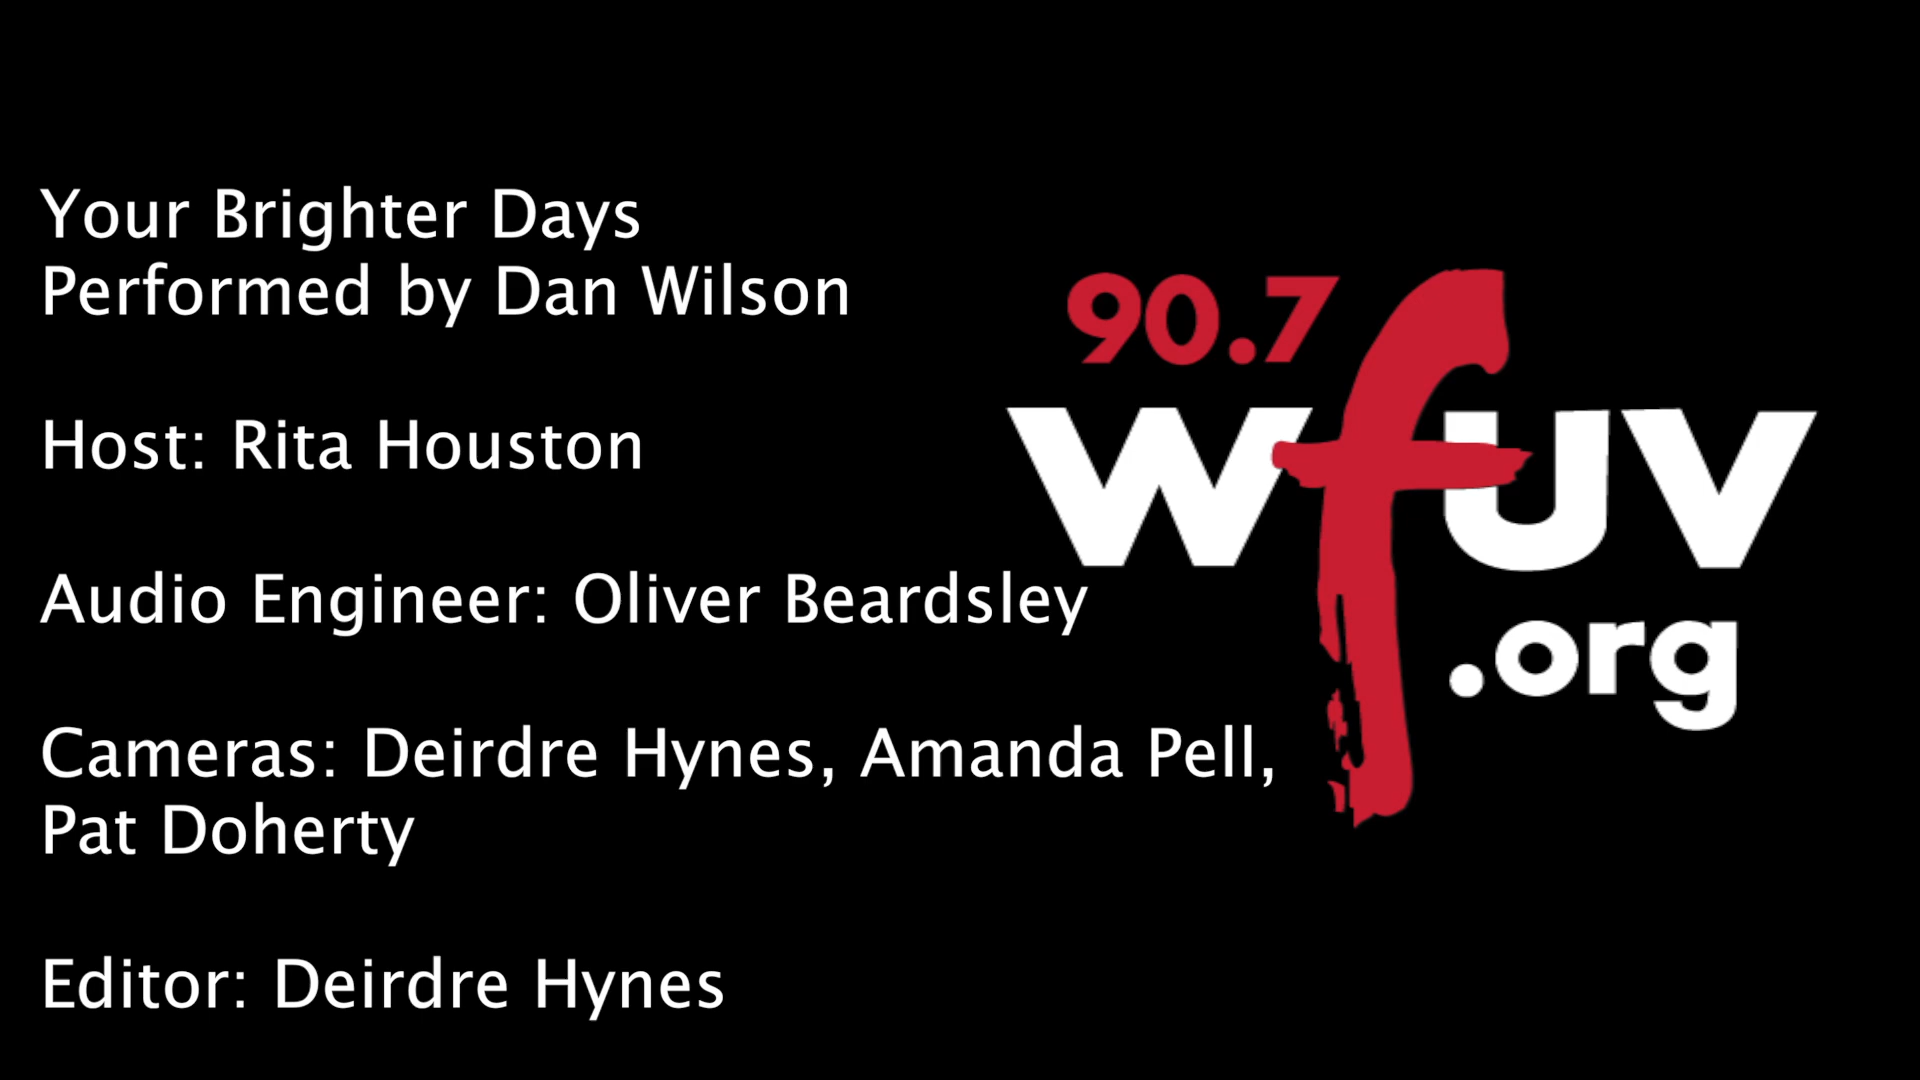 Your Brighter Days
Performed by Dan Wilson
Host: Rita Houston
Audio Engineer: Oliver Beardsley
Cameras: Deirdre Hynes, Amanda Pell,
Pat Doherty
Editor: Deirdre Hynes
90.7
wfuv
.org